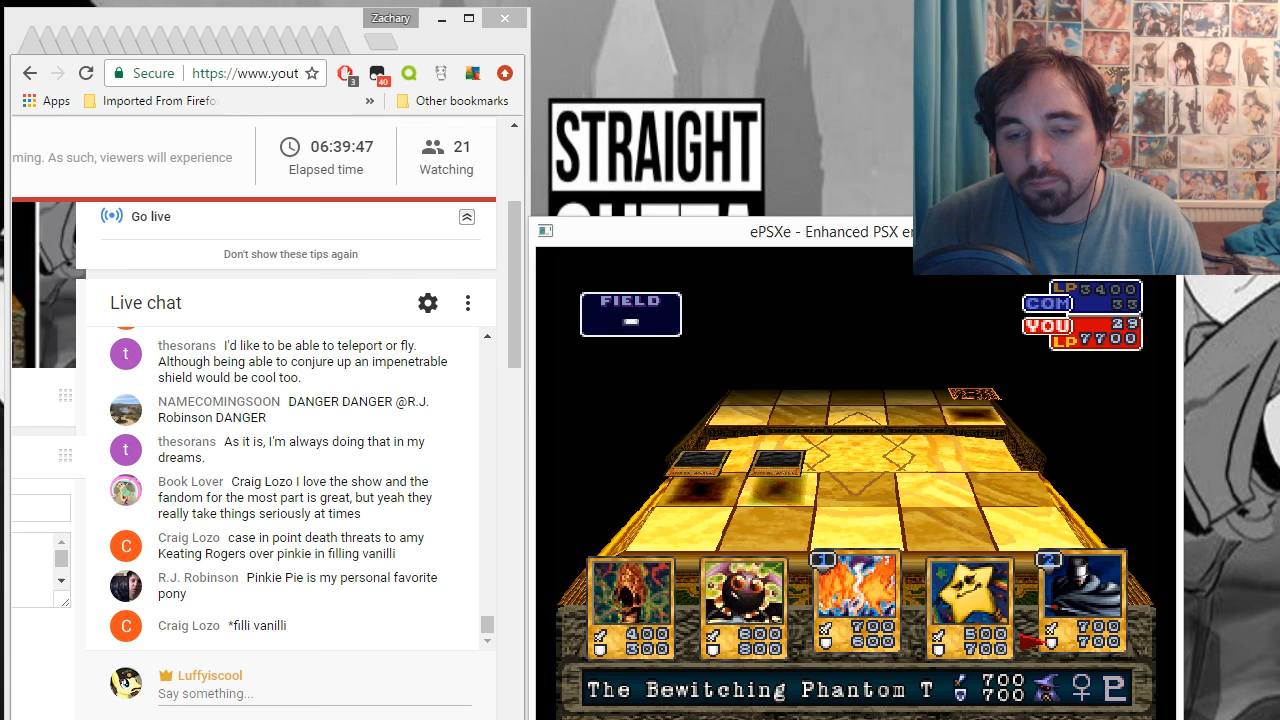 Zachary
Secure
https://www.yout
3
40
Apps
Imported From Firefo
»
Other bookmarks
ming. As such, viewers will experience
06:39:47
Elapsed time
21
Watching
Go live
Don't show these tips again
Live chat
thesorans I'd like to be able to teleport/fly.
Although being able to conjure up an impenetrable
shield would be cool too.
DANGER DANGER @R.J.
Robinson DANGER
thesorans As it is, I'm always doing that in my
dreams.
Book Lover Craig Lozo I love the show and the
fandom for the most part is great, but yeah they
really take things seriously at times
Craig Lozo case in point death threats to amy
Keating Rogers over pinkie in filling vanilli
R.J. Robinson Pinkie Pie is my personal favorite
pony
Craig Lozo *filli vanilli
Luffyiscool
Say something...
STRAIGHT
ePSXe - Enhanced PSX e
FIELD
LP 3400
COM 33
YOU 29
LP 7700
400
300
600
800
1
700
600
500
700
2
700
700
The Bewitching Phantom T
700
700